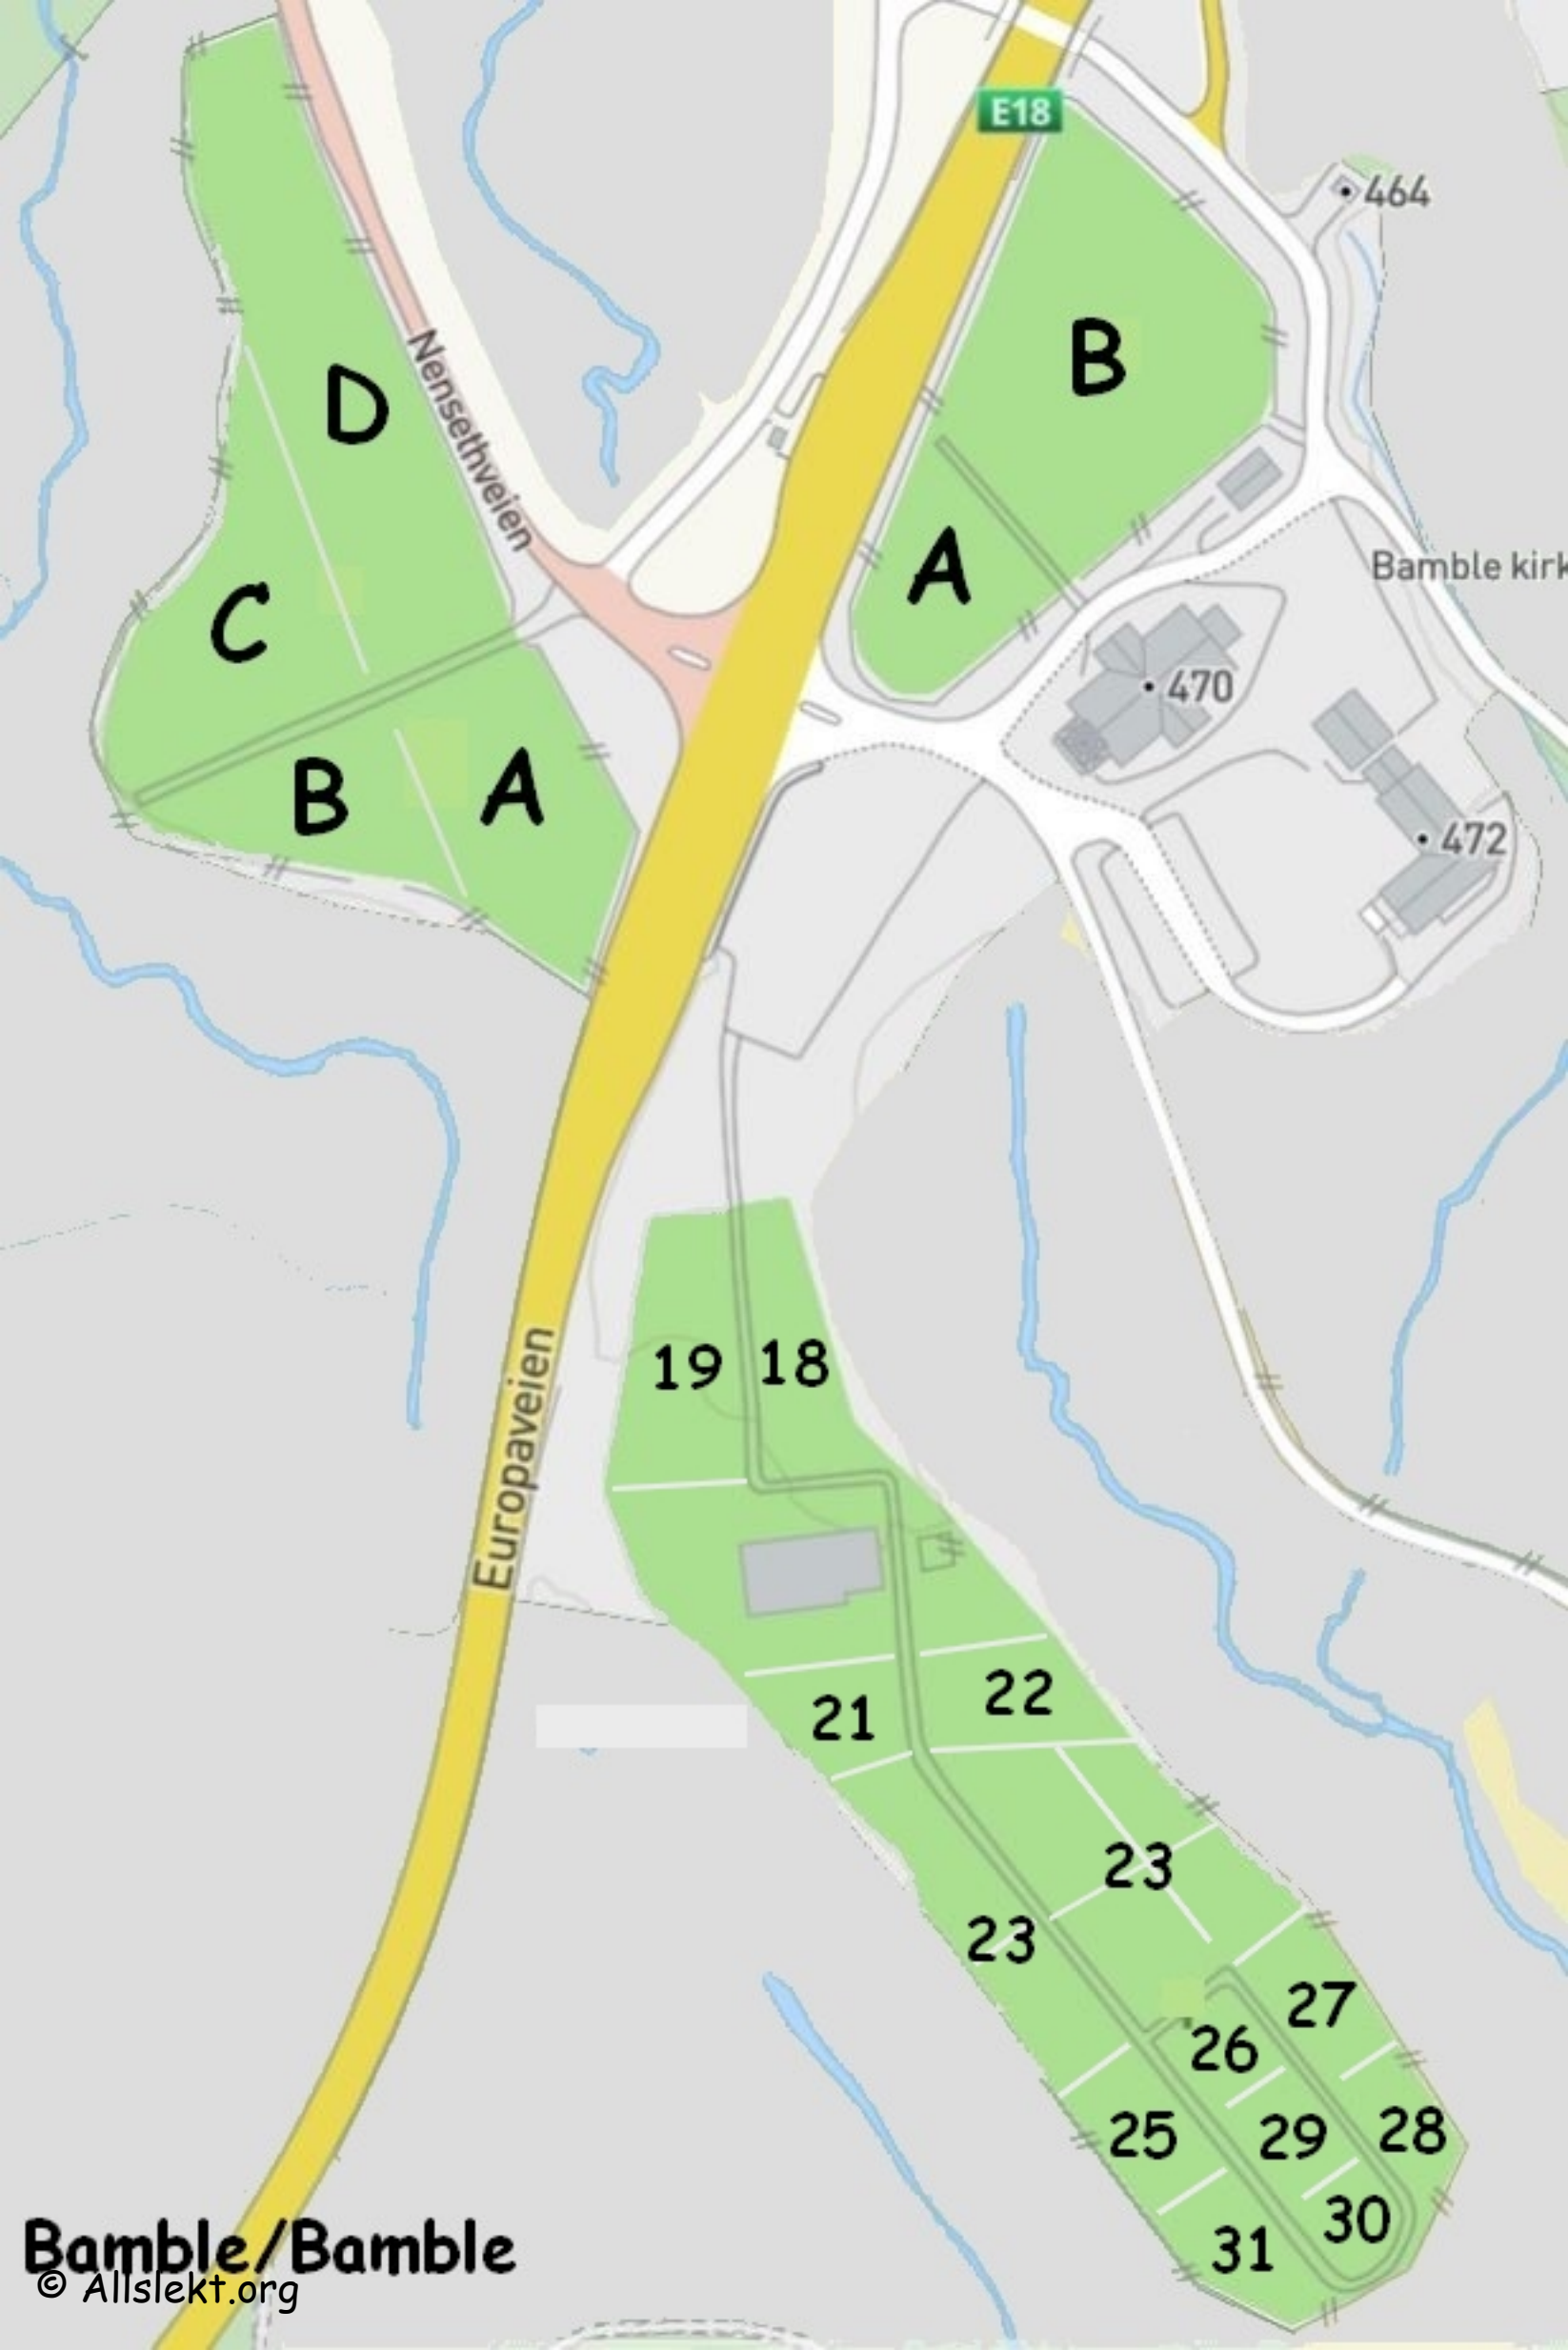 E18
464
B
D
Nensethveien
A
Bamble kirk
C
470
B
A
472
19
18
Europaveien
22
21
23
23
27
26
25
29
28
30
31
Bamble/Bamble
© Allslekt.org